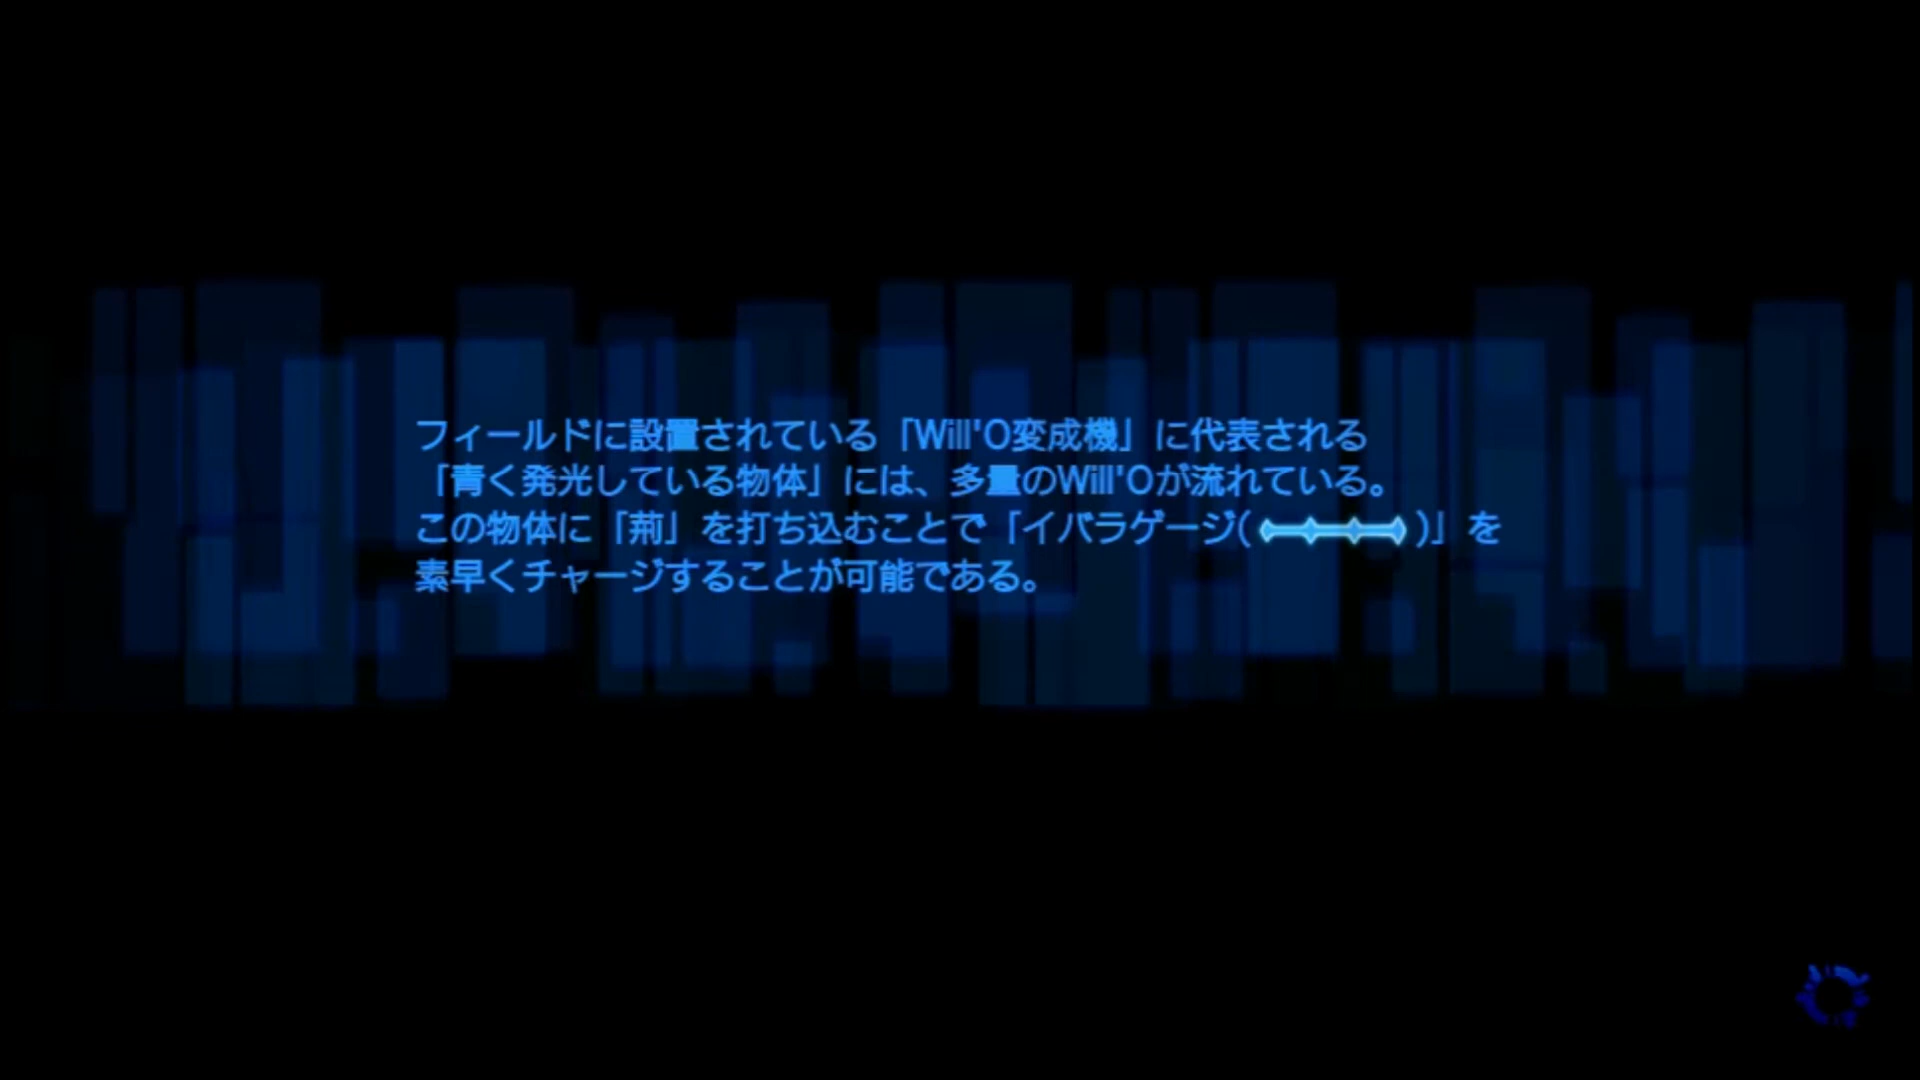 フィールドに設置されている「Will'O変成機」に代表される
「青く発光している物体」には、多量のWill'Oが流れている。
この物体に「荊」を打ち込むことで「イバラゲージ( )」を
素早くチャージすることが可能である。